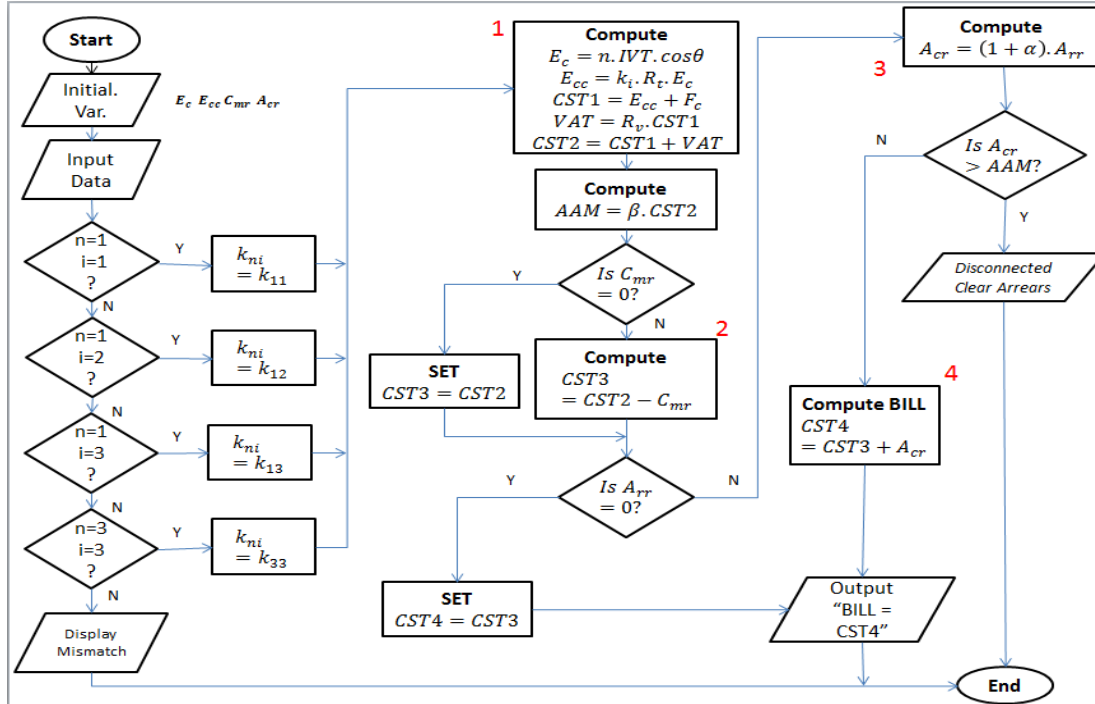 Start
Initial.
Var.
E_c E_cc C_mr A_cr
Input
Data
n=1
i=1
?
Y
k_ni
= k_11
N
n=1
i=2
?
Y
k_ni
= k_12
N
n=1
i=3
?
Y
k_ni
= k_13
N
n=3
i=3
?
Y
k_ni
= k_33
N
Display
Mismatch
1
Compute
E_c = n.IVT.cosθ
E_cc = k_i.R_t.E_c
CST1 = E_cc + F_c
VAT = R_v.CST1
CST2 = CST1 + VAT
Compute
AAM = β.CST2
Is C_mr
= 0?
Y
N
SET
CST3 = CST2
2
Compute
CST3
= CST2 − C_mr
Is A_rr
= 0?
Y
N
SET
CST4 = CST3
3
Compute
A_cr = (1 + α).A_rr
Is A_cr
> AAM?
N
Y
Disconnected
Clear Arrears
4
Compute BILL
CST4
= CST3 + A_cr
Output
“BILL =
CST4”
End